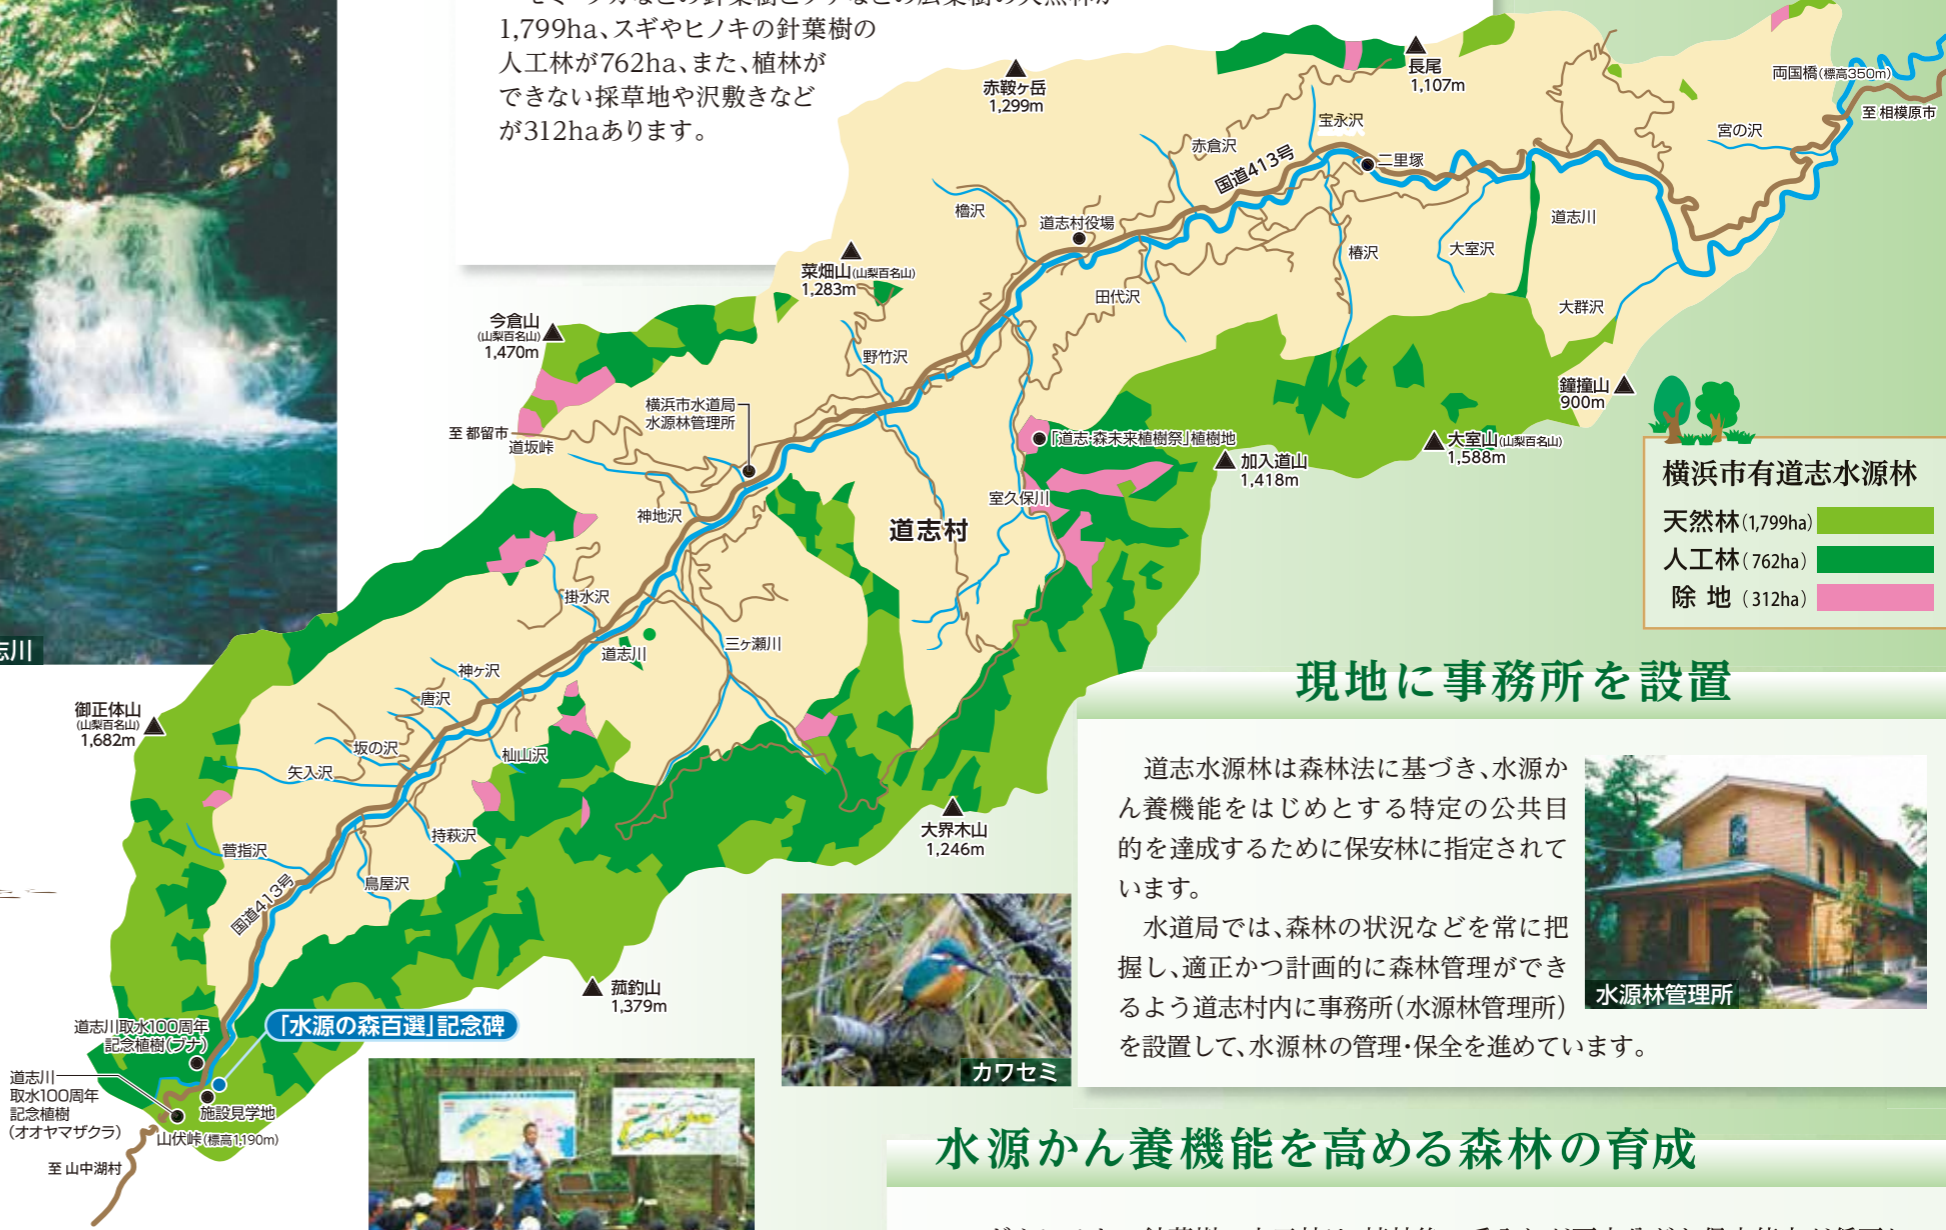 1,799ha、スギやヒノキの針葉樹の
人工林が762ha、また、植林が
できない採草地や沢敷きなど
が312haあります。
赤鞍ヶ岳
1,299m
長尾
1,107m
両国橋(標高350m)
至 相模原市
宮の沢
宝永沢
赤倉沢
国道413号
二里塚
櫓沢
道志村役場
道志川
椿沢
大室沢
大群沢
菜畑山(山梨百名山)
1,283m
田代沢
今倉山
(山梨百名山)
1,470m
野竹沢
鐘撞山
900m
横浜市水道局
水源林管理所
至 都留市
道坂峠
「道志・森未来植樹祭」植樹地
加入道山
1,418m
大室山(山梨百名山)
1,588m
室久保川
神地沢
道志村
横浜市有道志水源林
天然林(1,799ha)
人工林(762ha)
除地(312ha)
掛水沢
道志川
三ヶ瀬川
志川
神ヶ沢
唐沢
御正体山
(山梨百名山)
1,682m
坂の沢
矢入沢
杣山沢
持萩沢
菅指沢
鳥屋沢
国道413号
大界木山
1,246m
菰釣山
1,379m
「水源の森百選」記念碑
道志川取水100周年
記念植樹(ブナ)
道志川
取水100周年
記念植樹
(オオヤマザクラ)
施設見学地
山伏峠(標高1,190m)
至 山中湖村
カワセミ
現地に事務所を設置
道志水源林は森林法に基づき、水源か
ん養機能をはじめとする特定の公共目
的を達成するために保安林に指定されて
います。
水道局では、森林の状況などを常に把
握し、適正かつ計画的に森林管理ができ
るよう道志村内に事務所(水源林管理所)
を設置して、水源林の管理・保全を進めています。
水源林管理所
水源かん養機能を高める森林の育成